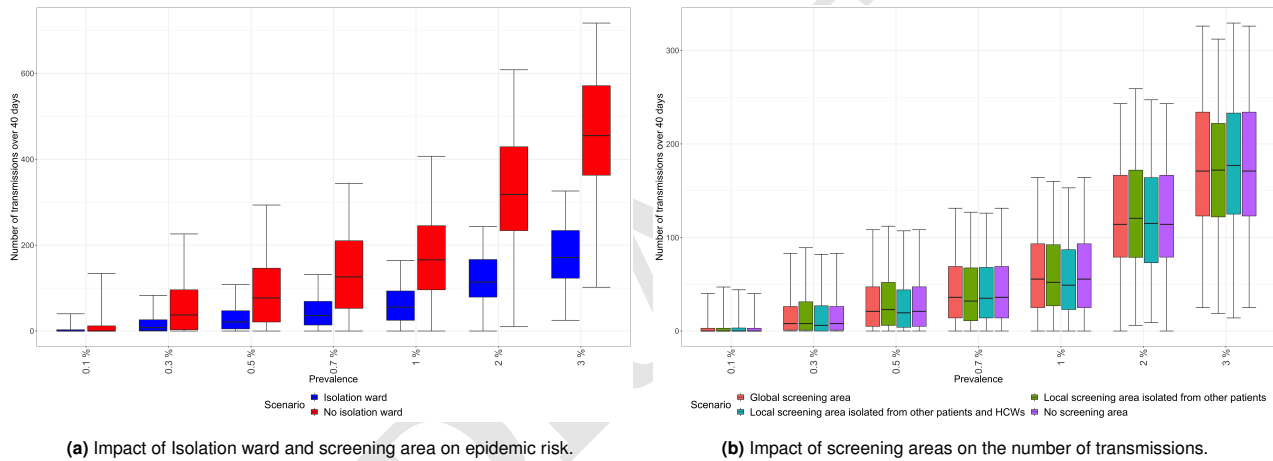 Number of transmissions over 40 days
600
400
200
0
0.1 %
0.3 %
0.5 %
0.7 %
1 %
2 %
3 %
Prevalence
Scenario
Isolation ward
No isolation ward
(a) Impact of Isolation ward and screening area on epidemic risk.
Number of transmissions over 40 days
300
200
100
0
0.1 %
0.3 %
0.5 %
0.7 %
1 %
2 %
3 %
Prevalence
Scenario
Global screening area
Local screening area isolated from other patients
Local screening area isolated from other patients and HCWs
No screening area
(b) Impact of screening areas on the number of transmissions.